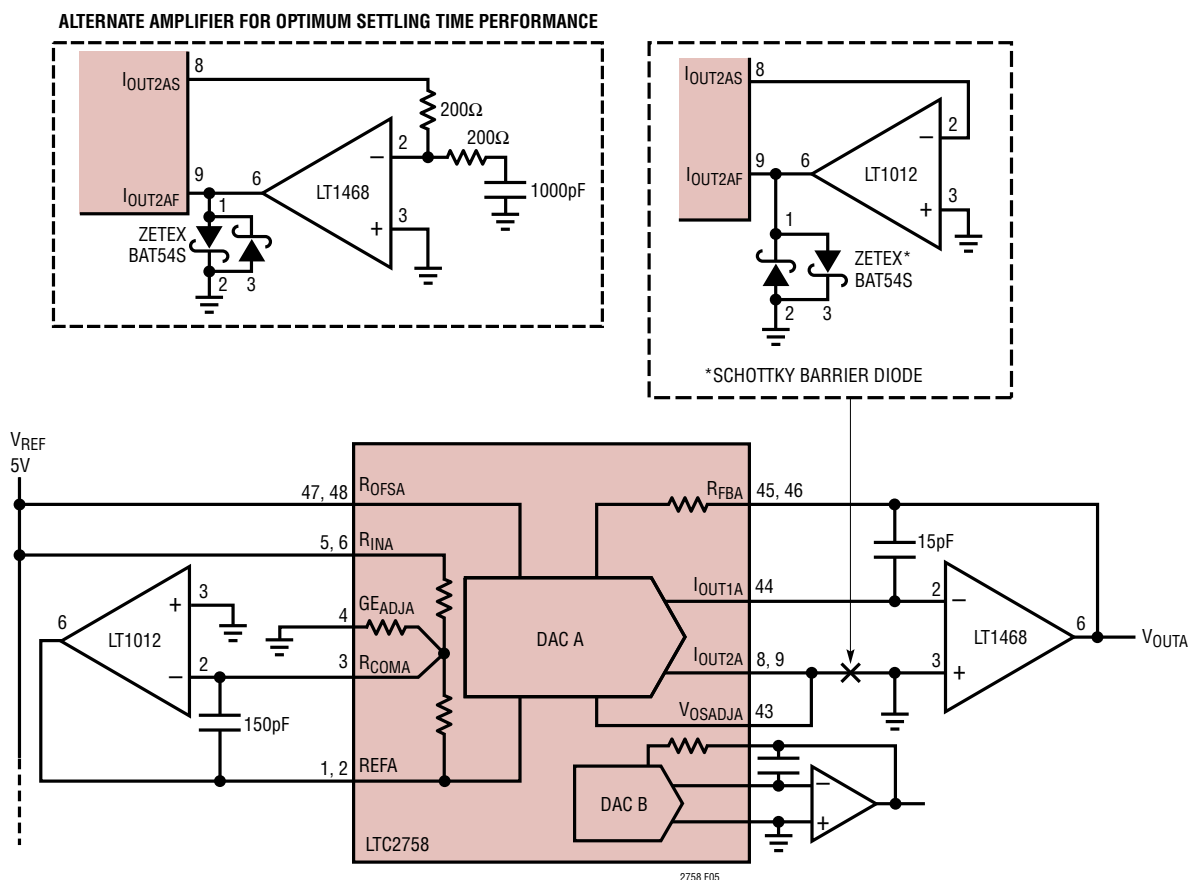 ALTERNATE AMPLIFIER FOR OPTIMUM SETTLING TIME PERFORMANCE
IOUT2AS
8
200Ω
200Ω
2
−
LT1468
1000pF
IOUT2AF
9
6
1
+
3
ZETEX
BAT54S
2
3
IOUT2AS
8
2
−
IOUT2AF
9
6
LT1012
3
+
1
ZETEX*
BAT54S
2
3
*SCHOTTKY BARRIER DIODE
VREF
5V
47, 48
ROFSA
RFBA
45, 46
5, 6
RINA
15pF
6
LT1012
+
3
4
GEADJA
IOUT1A
44
2
−
DAC A
LT1468
6
VOUTA
2
−
3
RCOMA
IOUT2A
8, 9
3
+
150pF
VOSADJA
43
1, 2
REFA
DAC B
−
+
LTC2758
2758 F05